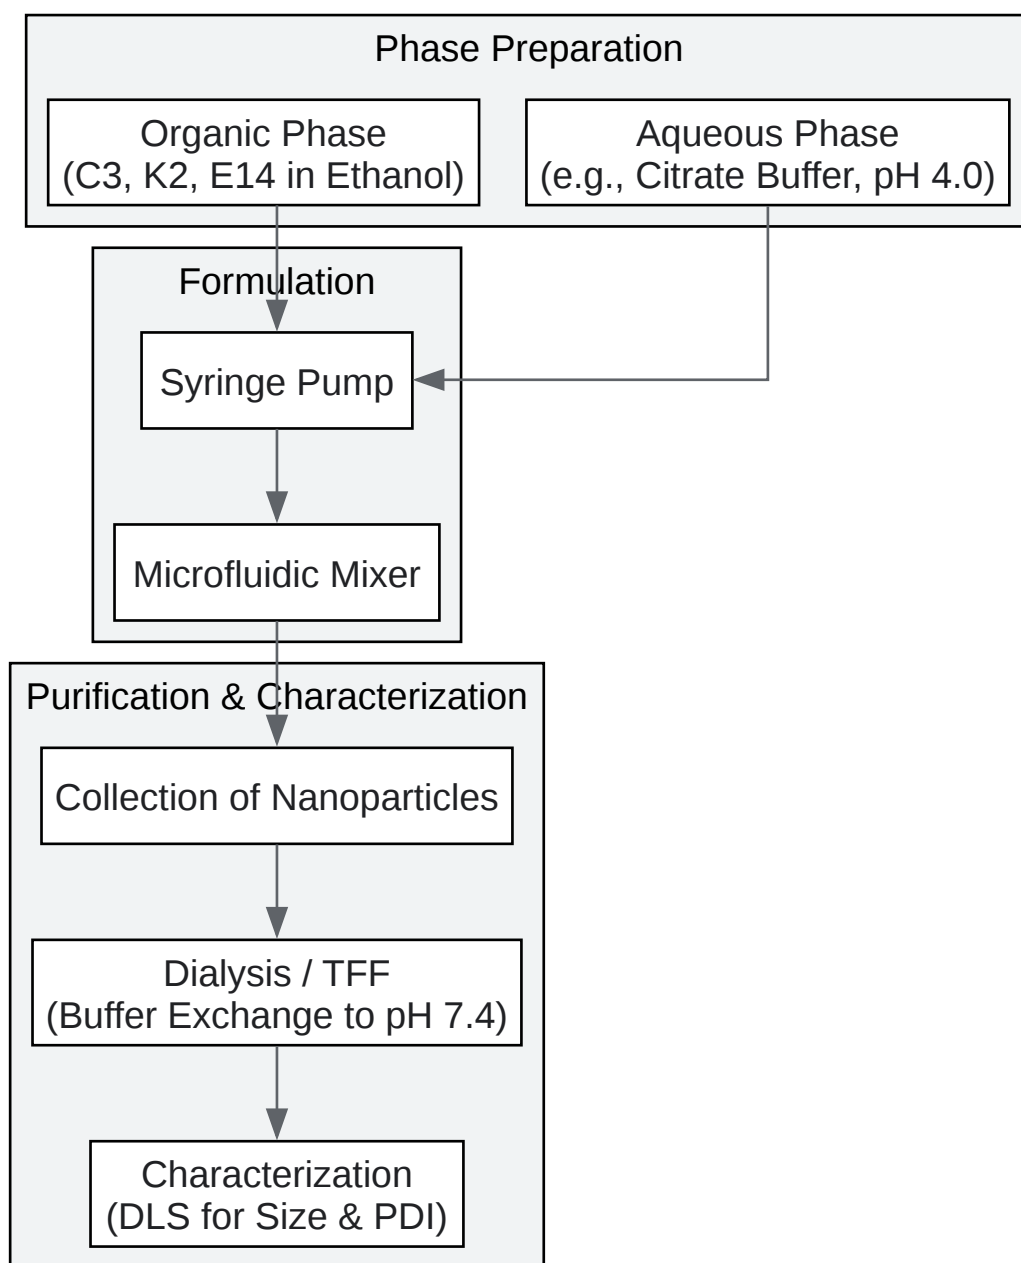 Phase Preparation
Organic Phase
(C3, K2, E14 in Ethanol)
Aqueous Phase
(e.g., Citrate Buffer, pH 4.0)
Formulation
Syringe Pump
Microfluidic Mixer
Purification & Characterization
Collection of Nanoparticles
Dialysis / TFF
(Buffer Exchange to pH 7.4)
Characterization
(DLS for Size & PDI)